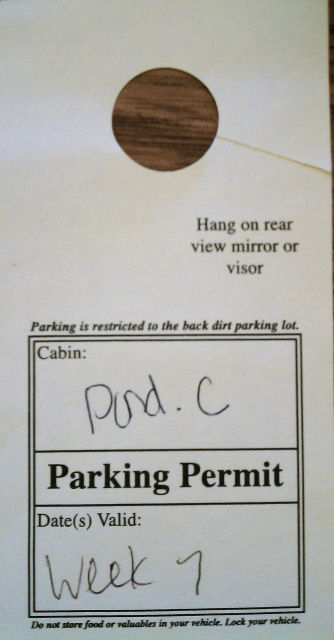 Hang on rear
view mirror or
visor
Parking is restricted to the back dirt parking lot.
Cabin:
Pond. C
Parking Permit
Date(s) Valid:
Week 7
Do not store food or valuables in your vehicle. Lock your vehicle.